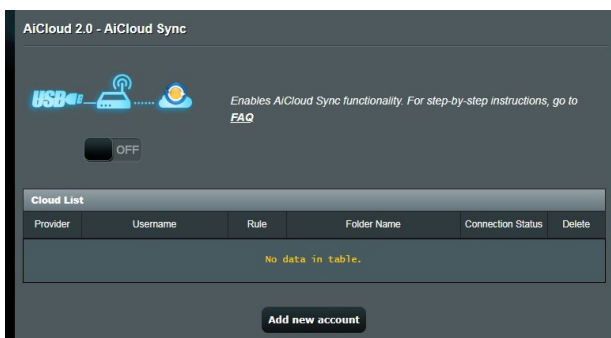 AiCloud 2.0 - AiCloud Sync
USB
Enables AiCloud Sync functionality. For step-by-step instructions, go to
FAQ
OFF
Cloud List
Provider Username Rule Folder Name Connection Status Delete
No data in table.
Add new account